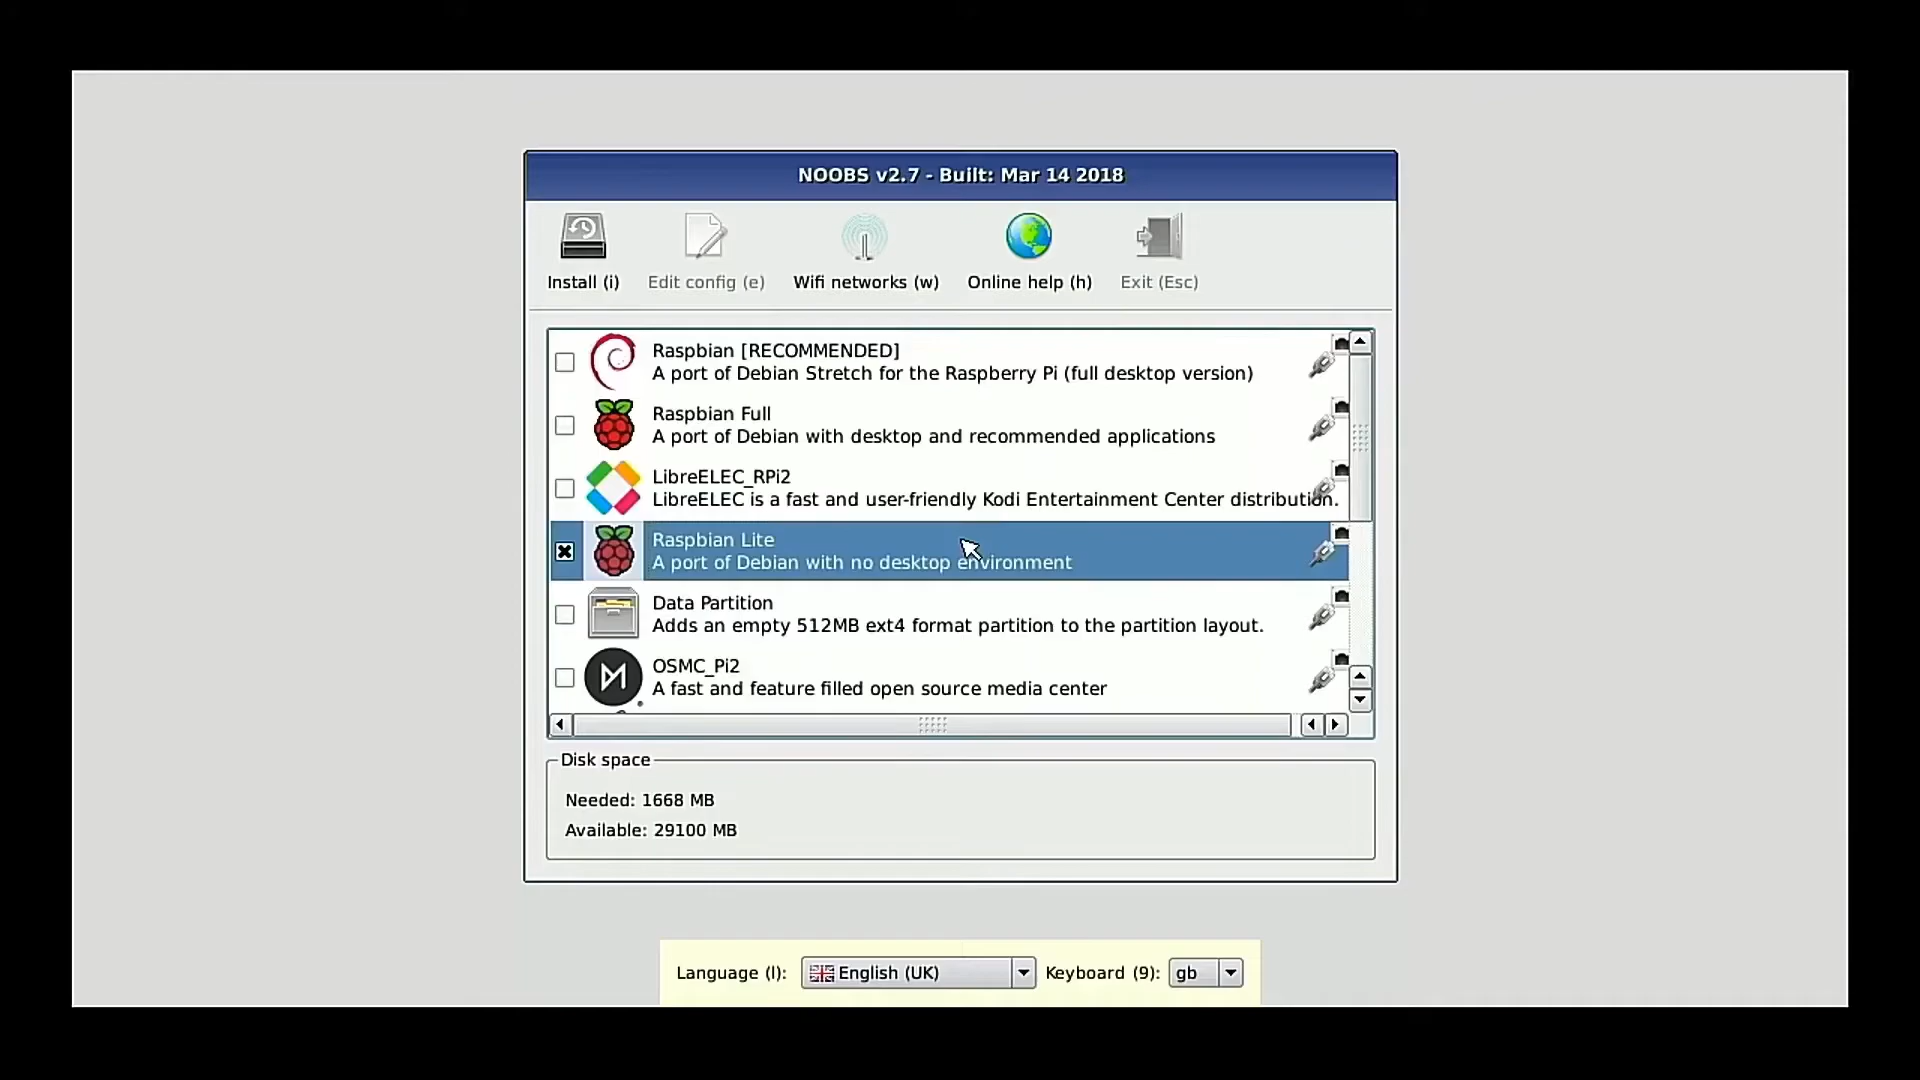 NOOBS v2.7 - Built: Mar 14 2018
Install (i)
Edit config (e)
Wifi networks (w)
Online help (h)
Exit (Esc)
Raspbian [RECOMMENDED]
A port of Debian Stretch for the Raspberry Pi (full desktop version)
Raspbian Full
A port of Debian with desktop and recommended applications
LibreELEC_RPi2
LibreELEC is a fast and user-friendly Kodi Entertainment Center distribution.
Raspbian Lite
A port of Debian with no desktop environment
Data Partition
Adds an empty 512MB ext4 format partition to the partition layout.
OSMC_Pi2
A fast and feature filled open source media center
Disk space
Needed: 1668 MB
Available: 29100 MB
Language (l): English (UK) Keyboard (9): gb